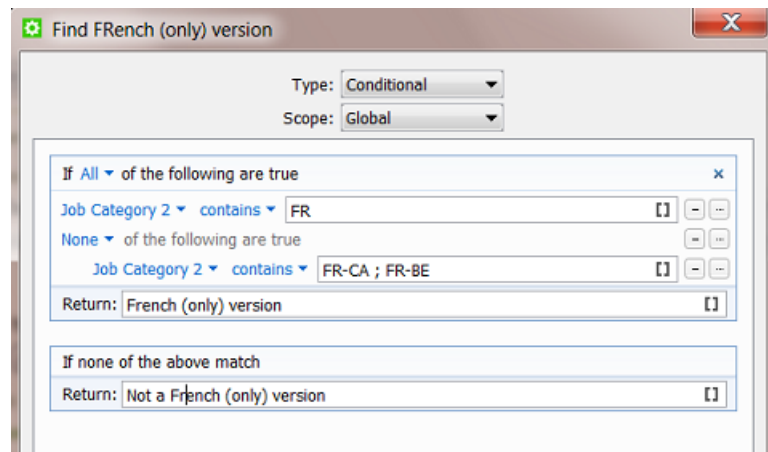 Find FRench (only) version
Type: Conditional
Scope: Global
If All of the following are true
Job Category 2 contains FR
None of the following are true
Job Category 2 contains FR-CA ; FR-BE
Return: French (only) version
If none of the above match
Return: Not a French (only) version